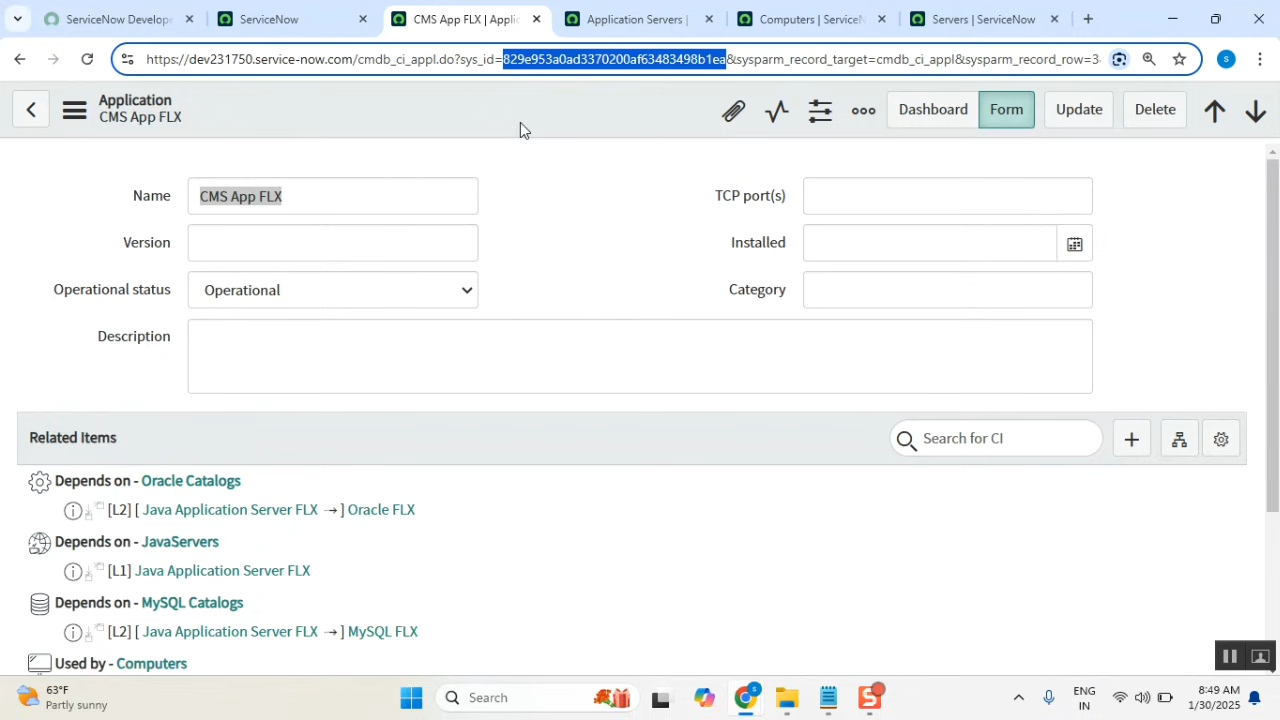 ServiceNow Develop
ServiceNow
CMS App FLX | Applic
Application Servers |
Computers | ServiceN
Servers | ServiceNow
https://dev231750.service-now.com/cmdb_ci_appl.do?sys_id=829e953a0ad3370200af63483498b1ea&sysparm_record_target=cmdb_ci_appl&sysparm_record_row=3
s
Application
CMS App FLX
Dashboard
Form
Update
Delete
Name
CMS App FLX
TCP port(s)
Version
Installed
Operational status
Operational
Category
Description
Related Items
Search for CI
Depends on - Oracle Catalogs
[L2] [ Java Application Server FLX → ] Oracle FLX
Depends on - JavaServers
[L1] Java Application Server FLX
Depends on - MySQL Catalogs
[L2] [ Java Application Server FLX → ] MySQL FLX
Used by - Computers
63°F
Partly sunny
Search
ENG
IN
8:49 AM
1/30/2025